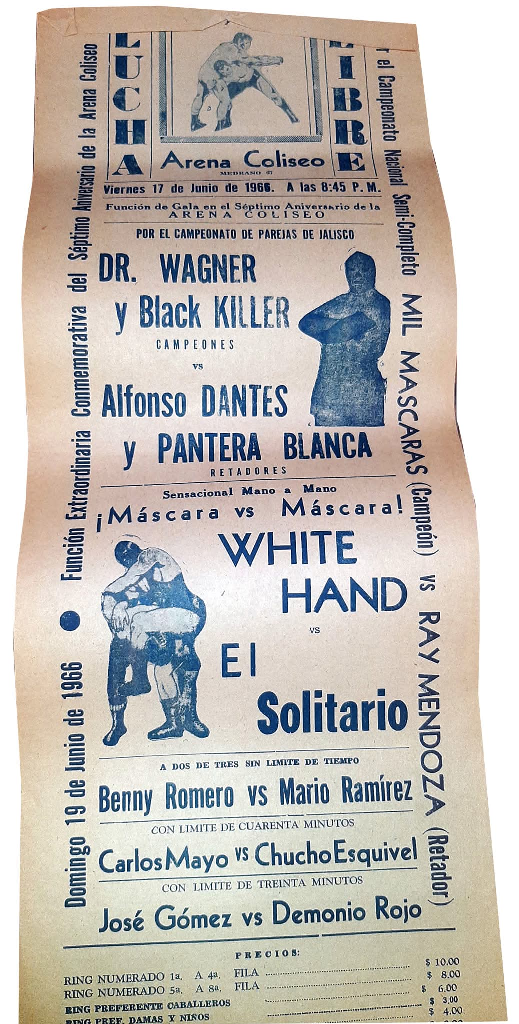 LUCHA
LIBRE
Arena Coliseo
MEDRANO 67
Viernes 17 de Junio de 1966. A las 8:45 P. M.
Función de Gala en el Séptimo Aniversario de la
ARENA COLISEO
POR EL CAMPEONATO DE PAREJAS DE JALISCO
DR. WAGNER
y Black KILLER
CAMPEONES
vs
Alfonso DANTES
y PANTERA BLANCA
RETADORES
Sensacional Mano a Mano
¡Máscara vs Máscara!
WHITE
HAND
vs
El
Solitario
A DOS DE TRES SIN LIMITE DE TIEMPO
Benny Romero vs Mario Ramírez
CON LIMITE DE CUARENTA MINUTOS
Carlos Mayo vs Chucho Esquivel
CON LIMITE DE TREINTA MINUTOS
José Gómez vs Demonio Rojo
PRECIOS:
RING NUMERADO 1a. A 4a. FILA $ 10.00
RING NUMERADO 5a. A 8a. FILA $ 8.00
RING PREFERENTE CABALLEROS $ 6.00
RING PREF. DAMAS Y NIÑOS $ 3.00
$ 4.00
Domingo 19 de Junio de 1966 ● Función Extraordinaria Conmemorativa del Séptimo Aniversario de la Arena Coliseo
el Campeonato Nacional Semi-Completo MIL MASCARAS (Campeón) vs RAY MENDOZA (Retador)